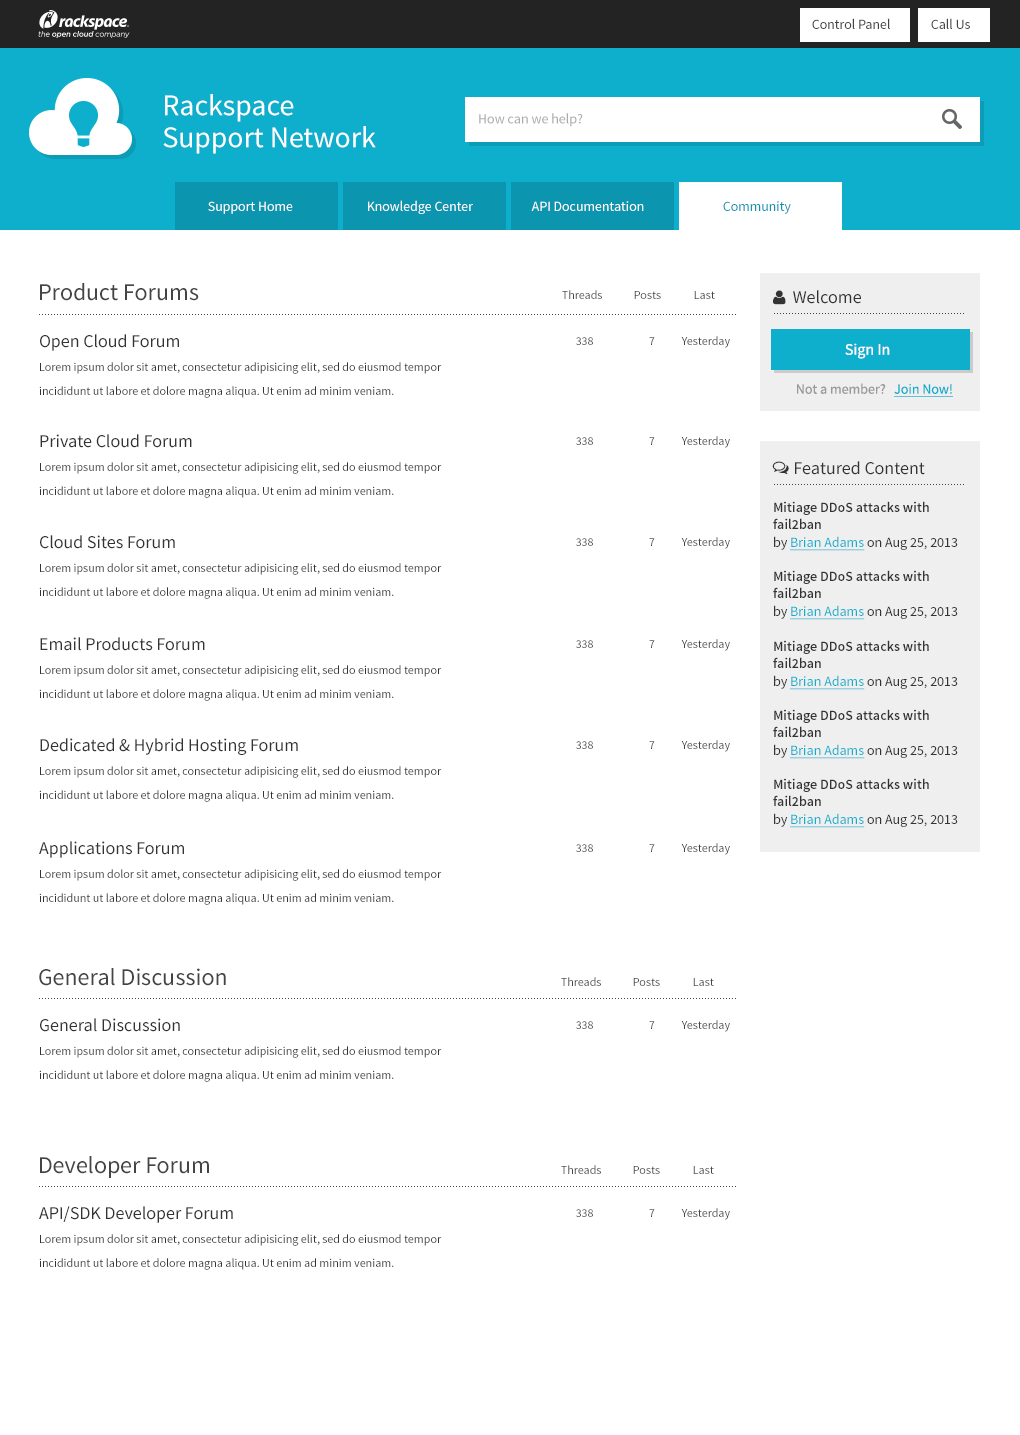 rackspace.
the open cloud company
Control Panel
Call Us
Rackspace
Support Network
How can we help?
Support Home
Knowledge Center
API Documentation
Community
Product Forums
Threads Posts Last
Open Cloud Forum
338 7 Yesterday
Lorem ipsum dolor sit amet, consectetur adipisicing elit, sed do eiusmod tempor
incididunt ut labore et dolore magna aliqua. Ut enim ad minim veniam.
Private Cloud Forum
338 7 Yesterday
Lorem ipsum dolor sit amet, consectetur adipisicing elit, sed do eiusmod tempor
incididunt ut labore et dolore magna aliqua. Ut enim ad minim veniam.
Cloud Sites Forum
338 7 Yesterday
Lorem ipsum dolor sit amet, consectetur adipisicing elit, sed do eiusmod tempor
incididunt ut labore et dolore magna aliqua. Ut enim ad minim veniam.
Email Products Forum
338 7 Yesterday
Lorem ipsum dolor sit amet, consectetur adipisicing elit, sed do eiusmod tempor
incididunt ut labore et dolore magna aliqua. Ut enim ad minim veniam.
Dedicated & Hybrid Hosting Forum
338 7 Yesterday
Lorem ipsum dolor sit amet, consectetur adipisicing elit, sed do eiusmod tempor
incididunt ut labore et dolore magna aliqua. Ut enim ad minim veniam.
Applications Forum
338 7 Yesterday
Lorem ipsum dolor sit amet, consectetur adipisicing elit, sed do eiusmod tempor
incididunt ut labore et dolore magna aliqua. Ut enim ad minim veniam.
General Discussion
Threads Posts Last
General Discussion
338 7 Yesterday
Lorem ipsum dolor sit amet, consectetur adipisicing elit, sed do eiusmod tempor
incididunt ut labore et dolore magna aliqua. Ut enim ad minim veniam.
Developer Forum
Threads Posts Last
API/SDK Developer Forum
338 7 Yesterday
Lorem ipsum dolor sit amet, consectetur adipisicing elit, sed do eiusmod tempor
incididunt ut labore et dolore magna aliqua. Ut enim ad minim veniam.
Welcome
Sign In
Not a member? Join Now!
Featured Content
Mitiage DDoS attacks with
fail2ban
by Brian Adams on Aug 25, 2013
Mitiage DDoS attacks with
fail2ban
by Brian Adams on Aug 25, 2013
Mitiage DDoS attacks with
fail2ban
by Brian Adams on Aug 25, 2013
Mitiage DDoS attacks with
fail2ban
by Brian Adams on Aug 25, 2013
Mitiage DDoS attacks with
fail2ban
by Brian Adams on Aug 25, 2013